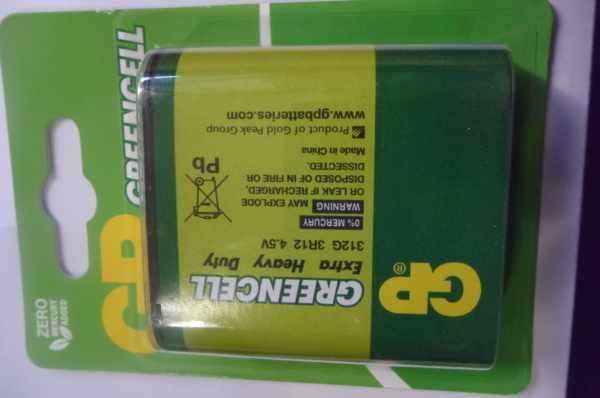 GP
GREENCELL
ZERO
MERCURY
ADDED
GP®
GREENCELL
Extra Heavy Duty
312G 3R12 4.5V
0% MERCURY
WARNING MAY EXPLODE
OR LEAK IF RECHARGED,
DISPOSED OF IN FIRE OR
DISSECTED.
Made in China
Pb
Product of Gold Peak Group
www.gpbatteries.com